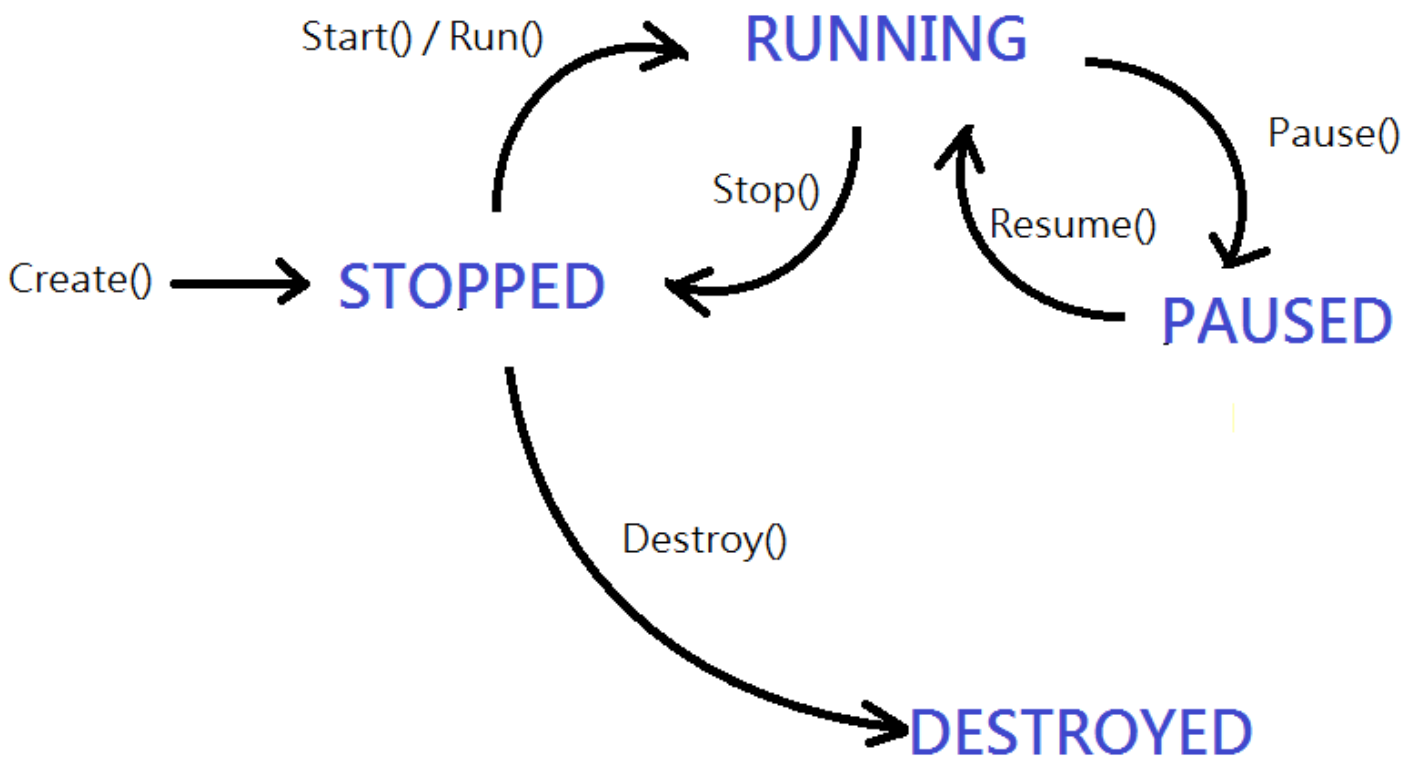 Start() / Run()
RUNNING
Pause()
Stop()
Resume()
Create()
STOPPED
PAUSED
Destroy()
DESTROYED